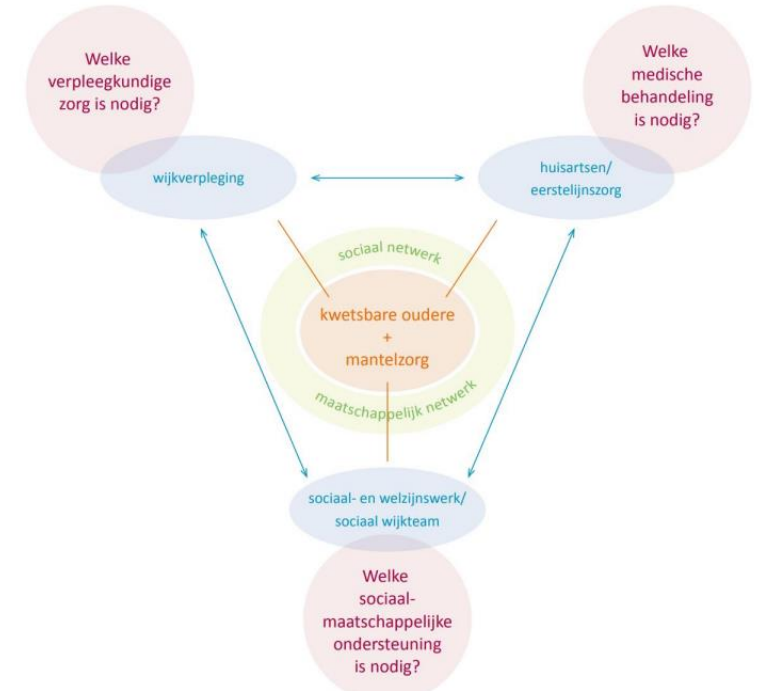 Welke
verpleegkundige
zorg is nodig?
Welke
medische
behandeling
is nodig?
wijkverpleging
huisartsen/
eerstelijnszorg
sociaal netwerk
kwetsbare oudere
+
mantelzorg
maatschappelijk netwerk
sociaal- en welzijnswerk/
sociaal wijkteam
Welke
sociaal-
maatschappelijke
ondersteuning
is nodig?